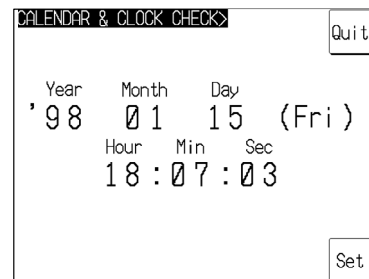 CALENDAR & CLOCK CHECK>
Quit
Year Month Day
'98 01 15 (Fri)
Hour Min Sec
18:07:03
Set